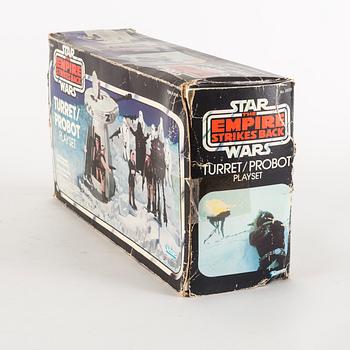 STAR
THE
EMPIRE
STRIKES BACK
WARS
TURRET/PROBOT
PLAYSET
STAR
THE
EMPIRE
STRIKES BACK
WARS
TURRET/PROBOT
PLAYSET